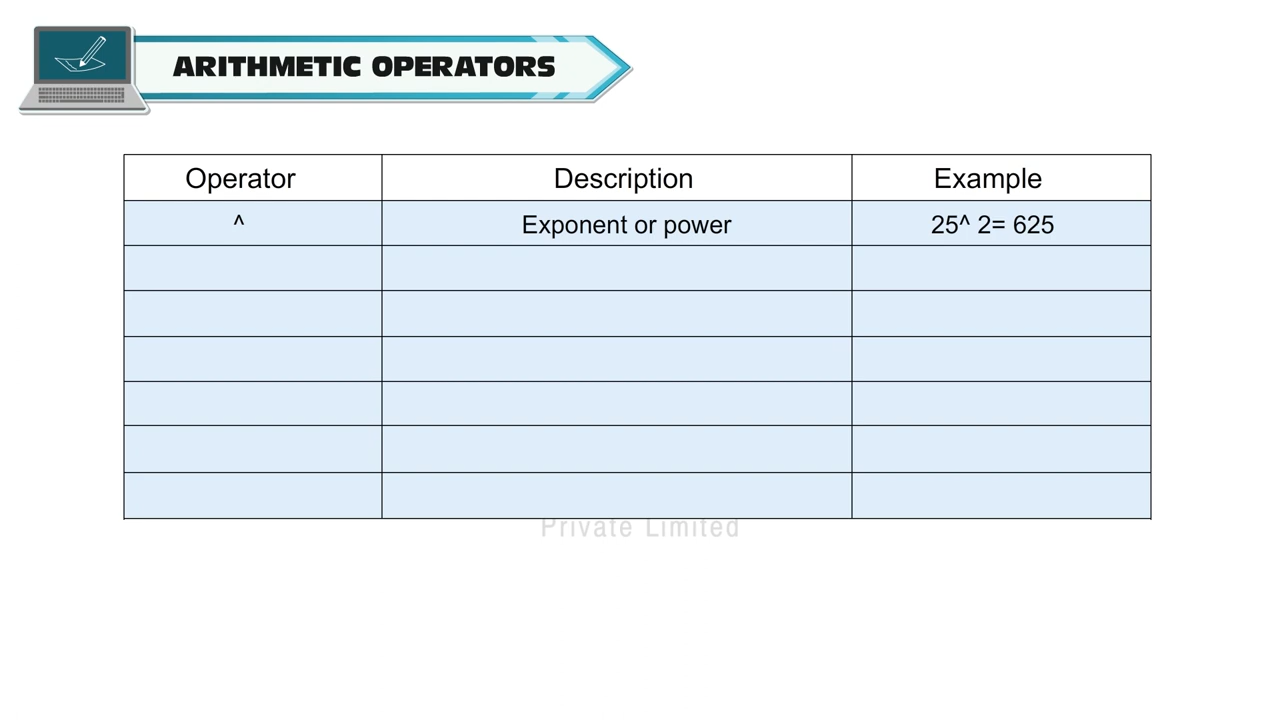 ARITHMETIC OPERATORS
Operator Description Example
^ Exponent or power 25^ 2= 625
Private Limited